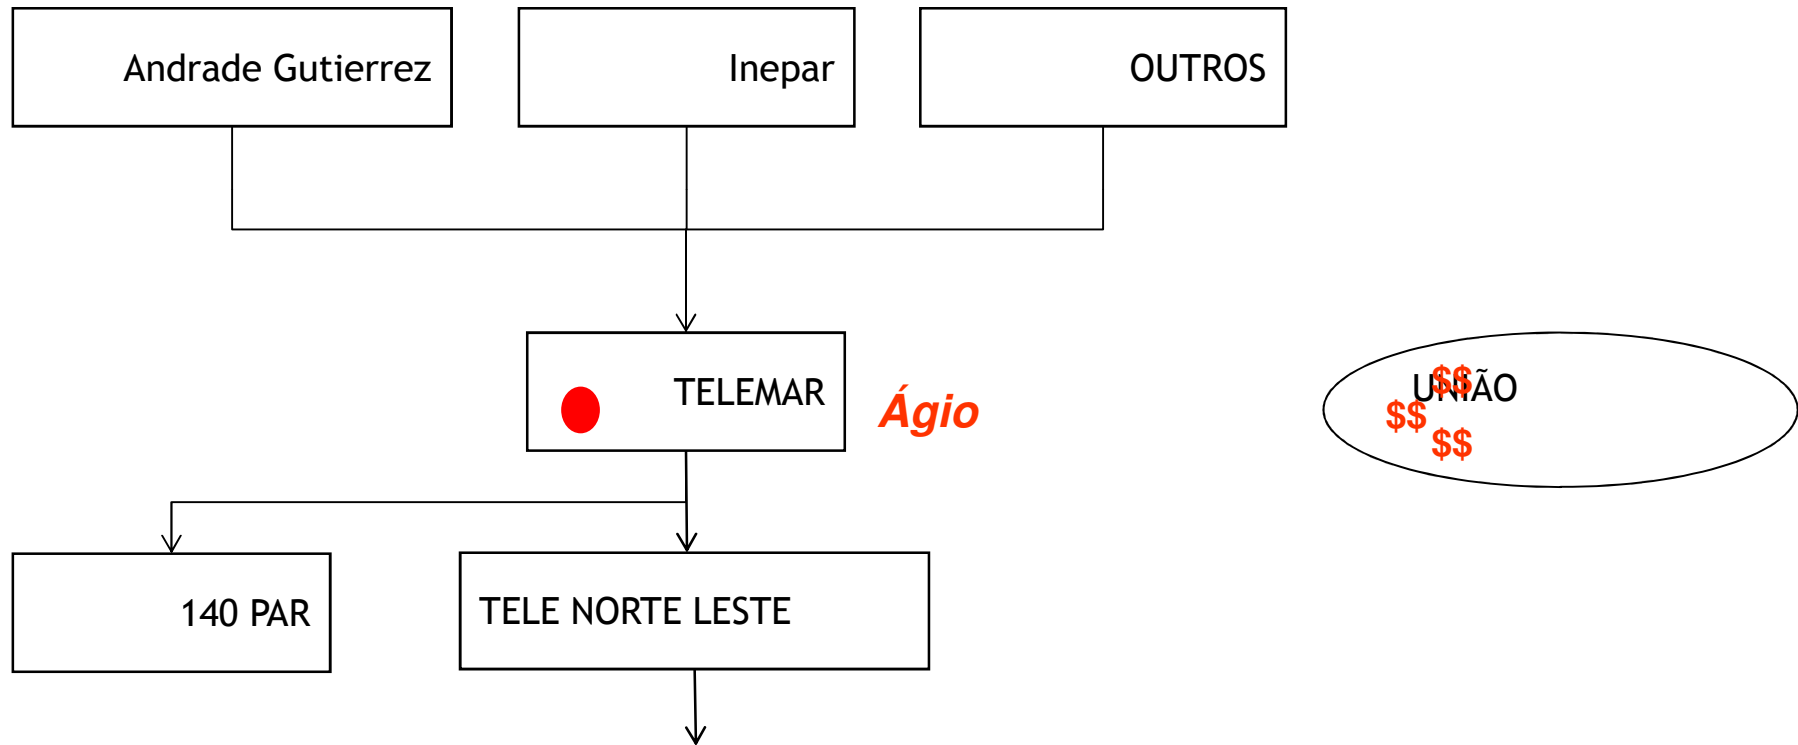 Andrade Gutierrez
Inepar
OUTROS
TELEMAR
Ágio
UNIÃO
$$
$$
$$
140 PAR
TELE NORTE LESTE